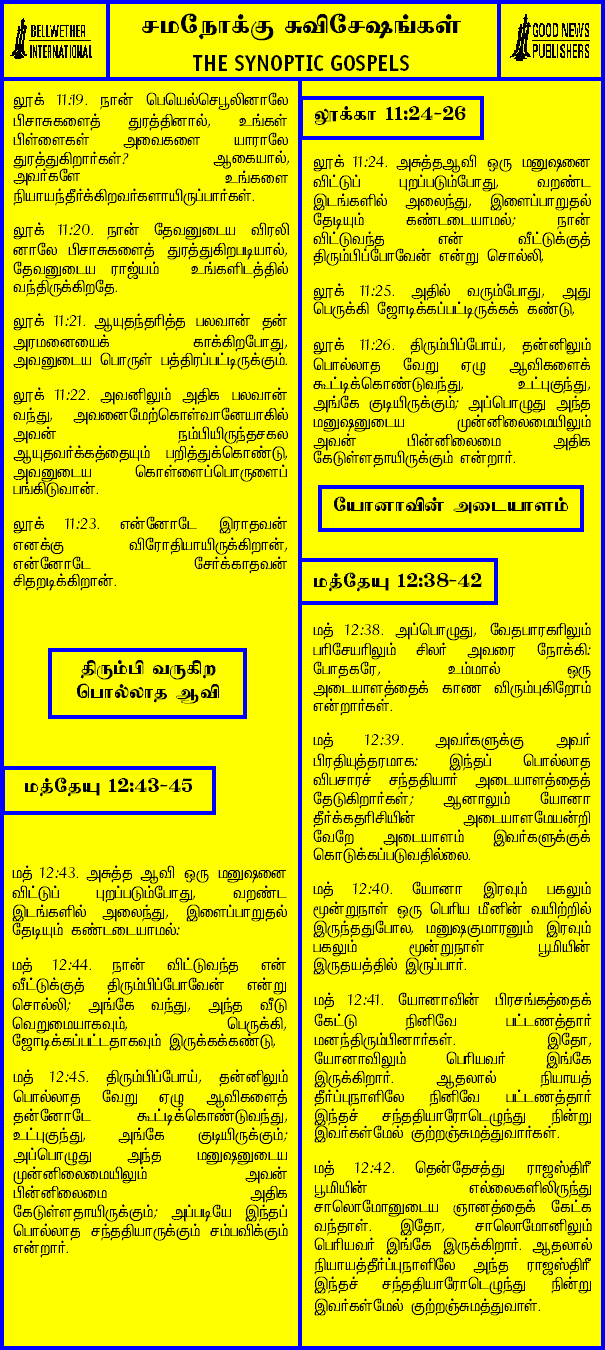 BELLWETHER
INTERNATIONAL
சமநோக்கு சுவிசேஷங்கள்
THE SYNOPTIC GOSPELS
GOOD NEWS
PUBLISHERS
லூக் 11:19. நான் பெயெல்செபூலினாலே
பிசாசுகளைத் துரத்தினால், உங்கள்
பிள்ளைகள் அவைகளை யாராலே
துரத்துகிறார்கள்? ஆகையால்,
அவர்களே உங்களை
நியாயந்தீர்க்கிறவர்களாயிருப்பார்கள்.
லூக் 11:20. நான் தேவனுடைய விரலி
னாலே பிசாசுகளைத் துரத்துகிறபடியால்,
தேவனுடைய ராஜ்யம் உங்களிடத்தில்
வந்திருக்கிறதே.
லூக் 11:21. ஆயுதந்தரித்த பலவான் தன்
அரமனையைக் காக்கிறபோது,
அவனுடைய பொருள் பத்திரப்பட்டிருக்கும்.
லூக் 11:22. அவனிலும் அதிக பலவான்
வந்து, அவனைமேற்கொள்வானேயாகில்
அவன் நம்பியிருந்தசகல
ஆயுதவர்க்கத்தையும் பறித்துக்கொண்டு,
அவனுடைய கொள்ளைப்பொருளைப்
பங்கிடுவான்.
லூக் 11:23. என்னோடே இராதவன்
எனக்கு விரோதியாயிருக்கிறான்,
என்னோடே சேர்க்காதவன்
சிதறடிக்கிறான்.
திரும்பி வருகிற
பொல்லாத ஆவி
மத்தேயு 12:43-45
மத் 12:43. அசுத்த ஆவி ஒரு மனுஷனை
விட்டுப் புறப்படும்போது, வறண்ட
இடங்களில் அலைந்து, இளைப்பாறுதல்
தேடியும் கண்டடையாமல்:
மத் 12:44. நான் விட்டுவந்த என்
வீட்டுக்குத் திரும்பிப்போவேன் என்று
சொல்லி; அங்கே வந்து, அந்த வீடு
வெறுமையாகவும், பெருக்கி,
ஜோடிக்கப்பட்டதாகவும் இருக்கக்கண்டு,
மத் 12:45. திரும்பிப்போய், தன்னிலும்
பொல்லாத வேறு ஏழு ஆவிகளைத்
தன்னோடே கூட்டிக்கொண்டுவந்து,
உட்புகுந்து, அங்கே குடியிருக்கும்;
அப்பொழுது அந்த மனுஷனுடைய
முன்னிலைமையிலும் அவன்
பின்னிலைமை அதிக
கேடுள்ளதாயிருக்கும்; அப்படியே இந்தப்
பொல்லாத சந்ததியாருக்கும் சம்பவிக்கும்
என்றார்.
லூக்கா 11:24-26
லூக் 11:24. அசுத்தஆவி ஒரு மனுஷனை
விட்டுப் புறப்படும்போது, வறண்ட
இடங்களில் அலைந்து, இளைப்பாறுதல்
தேடியும் கண்டடையாமல்; நான்
விட்டுவந்த என் வீட்டுக்குத்
திரும்பிப்போவேன் என்று சொல்லி,
லூக் 11:25. அதில் வரும்போது, அது
பெருக்கி ஜோடிக்கப்பட்டிருக்கக் கண்டு,
லூக் 11:26. திரும்பிப்போய், தன்னிலும்
பொல்லாத வேறு ஏழு ஆவிகளைக்
கூட்டிக்கொண்டுவந்து, உட்புகுந்து,
அங்கே குடியிருக்கும்; அப்பொழுது அந்த
மனுஷனுடைய முன்னிலைமையிலும்
அவன் பின்னிலைமை அதிக
கேடுள்ளதாயிருக்கும் என்றார்.
யோனாவின் அடையாளம்
மத்தேயு 12:38-42
மத் 12:38. அப்பொழுது, வேதபாரகரிலும்
பரிசேயரிலும் சிலர் அவரை நோக்கி:
போதகரே, உம்மால் ஒரு
அடையாளத்தைக் காண விரும்புகிறோம்
என்றார்கள்.
மத் 12:39. அவர்களுக்கு அவர்
பிரதியுத்தரமாக: இந்தப் பொல்லாத
விபசாரச் சந்ததியார் அடையாளத்தைத்
தேடுகிறார்கள்; ஆனாலும் யோனா
தீர்க்கதரிசியின் அடையாளமேயன்றி
வேறே அடையாளம் இவர்களுக்குக்
கொடுக்கப்படுவதில்லை.
மத் 12:40. யோனா இரவும் பகலும்
மூன்றுநாள் ஒரு பெரிய மீனின் வயிற்றில்
இருந்ததுபோல, மனுஷகுமாரனும் இரவும்
பகலும் மூன்றுநாள் பூமியின்
இருதயத்தில் இருப்பார்.
மத் 12:41. யோனாவின் பிரசங்கத்தைக்
கேட்டு நினிவே பட்டணத்தார்
மனந்திரும்பினார்கள். இதோ,
யோனாவிலும் பெரியவர் இங்கே
இருக்கிறார். ஆதலால் நியாயத்
தீர்ப்புநாளிலே நினிவே பட்டணத்தார்
இந்தச் சந்ததியாரோடெழுந்து நின்று
இவர்கள்மேல் குற்றஞ்சுமத்துவார்கள்.
மத் 12:42. தென்தேசத்து ராஜஸ்திரீ
பூமியின் எல்லைகளிலிருந்து
சாலொமோனுடைய ஞானத்தைக் கேட்க
வந்தாள். இதோ, சாலொமோனிலும்
பெரியவர் இங்கே இருக்கிறார். ஆதலால்
நியாயத்தீர்ப்புநாளிலே அந்த ராஜஸ்திரீ
இந்தச் சந்ததியாரோடெழுந்து நின்று
இவர்கள்மேல் குற்றஞ்சுமத்துவாள்.